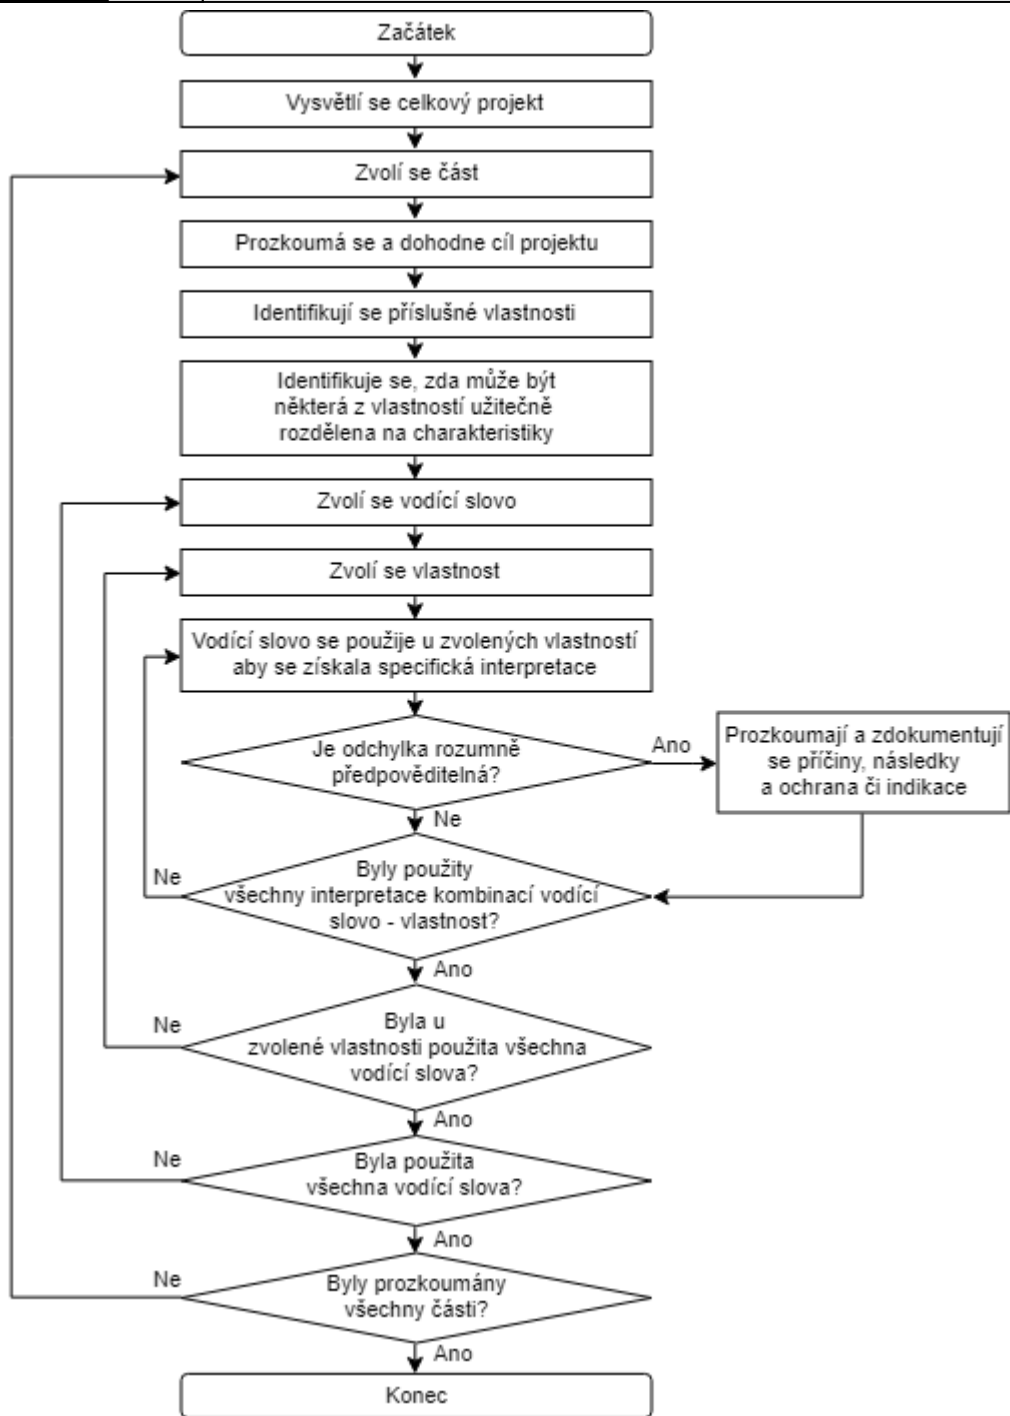 Začátek
Vysvětlí se celkový projekt
Zvolí se část
Prozkoumá se a dohodne cíl projektu
Identifikují se příslušné vlastnosti
Identifikuje se, zda může být
některá z vlastností užitečně
rozdělena na charakteristiky
Zvolí se vodící slovo
Zvolí se vlastnost
Vodící slovo se použije u zvolených vlastností
aby se získala specifická interpretace
Je odchylka rozumně
předpověditelná?
Ano
Prozkoumají a zdokumentují
se příčiny, následky
a ochrana či indikace
Ne
Byly použity
všechny interpretace kombinací vodící
slovo - vlastnost?
Ne
Ano
Byla u
zvolené vlastnosti použita všechna
vodící slova?
Ne
Ano
Byla použita
všechna vodící slova?
Ne
Ano
Byly prozkoumány
všechny části?
Ne
Ano
Konec